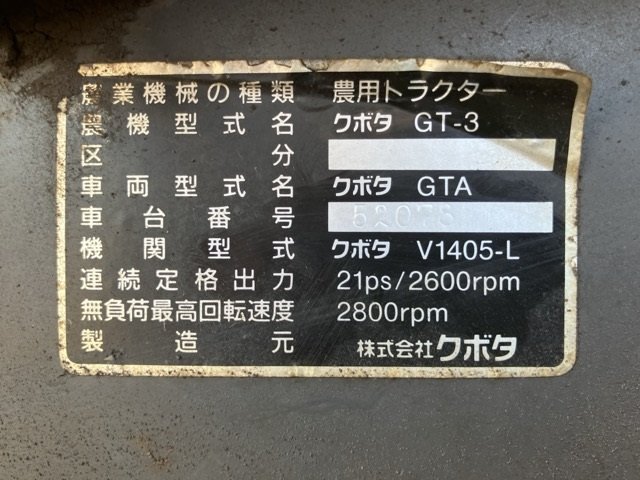 農業機械の種類 農用トラクター
農機型式名 クボタ GT-3
区分
車両型式名 クボタ GTA
車台番号
機関型式 クボタ V1405-L
連続定格出力 21ps/2600rpm
無負荷最高回転速度 2800rpm
製造元 株式会社クボタ